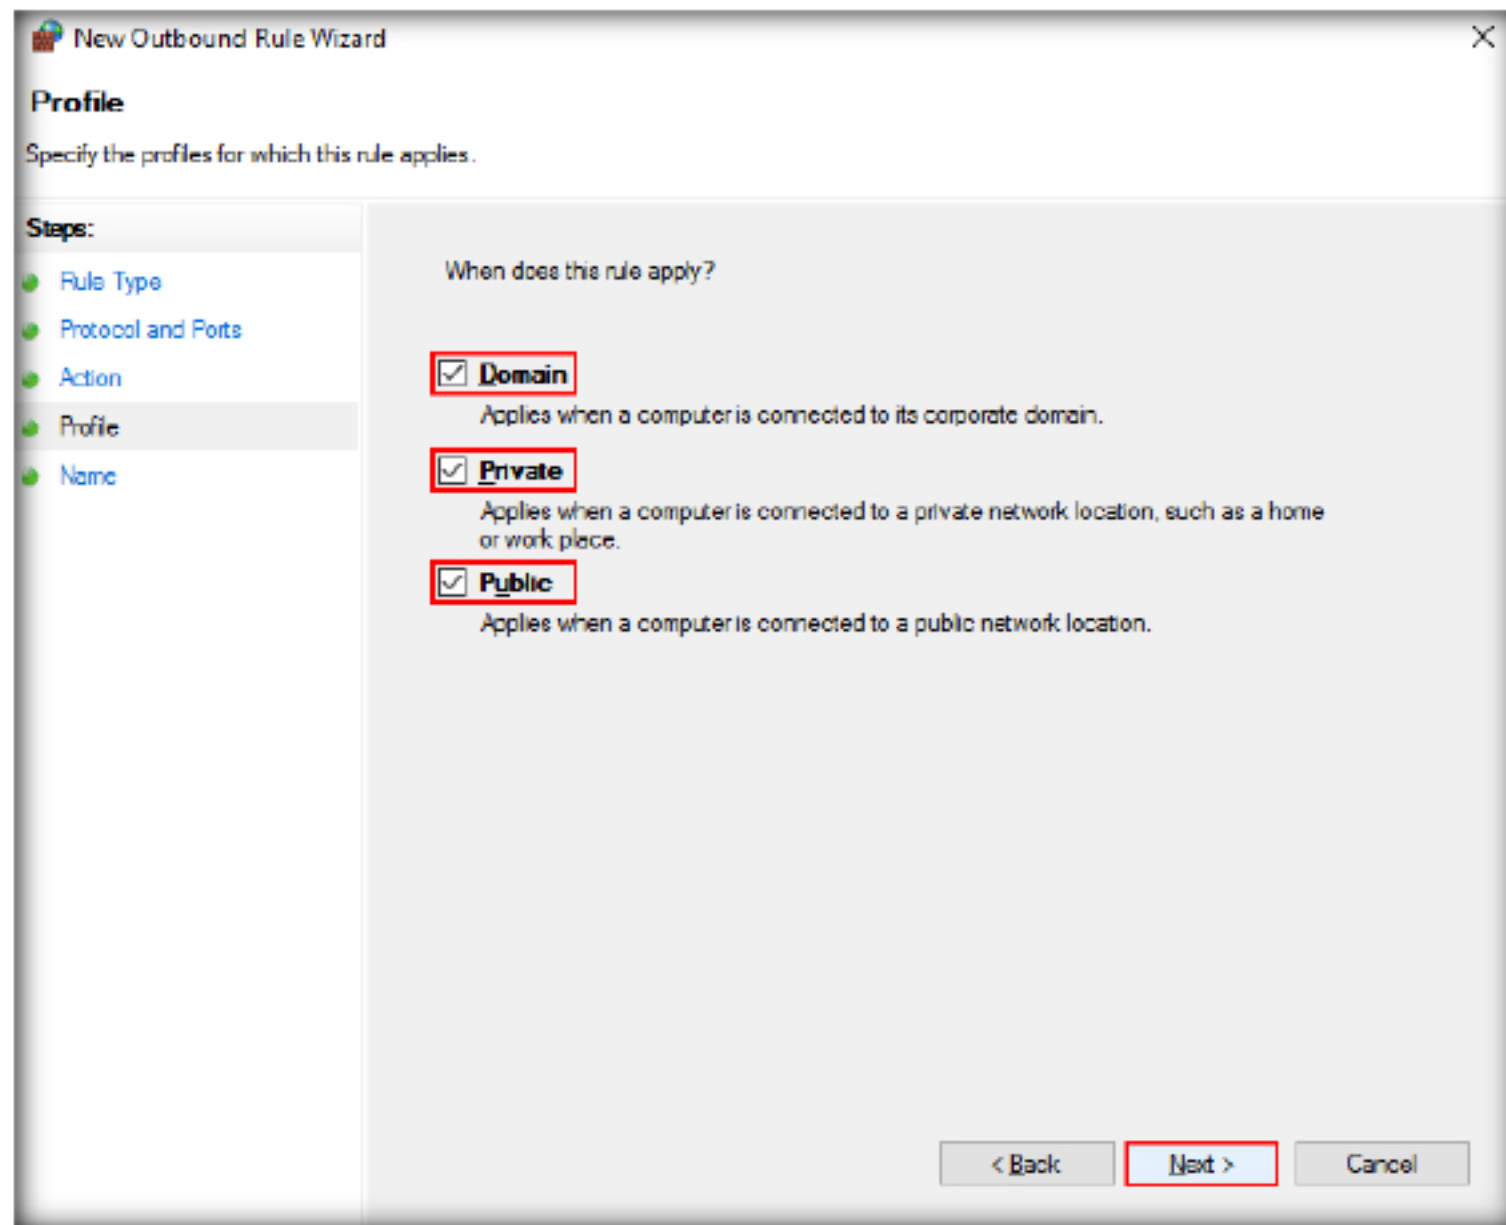 New Outbound Rule Wizard
Profile
Specify the profiles for which this rule applies.
Steps:
Rule Type
Protocol and Ports
Action
Profile
Name
When does this rule apply?
Domain
Applies when a computer is connected to its corporate domain.
Private
Applies when a computer is connected to a private network location, such as a home
or work place.
Public
Applies when a computer is connected to a public network location.
< Back
Next >
Cancel